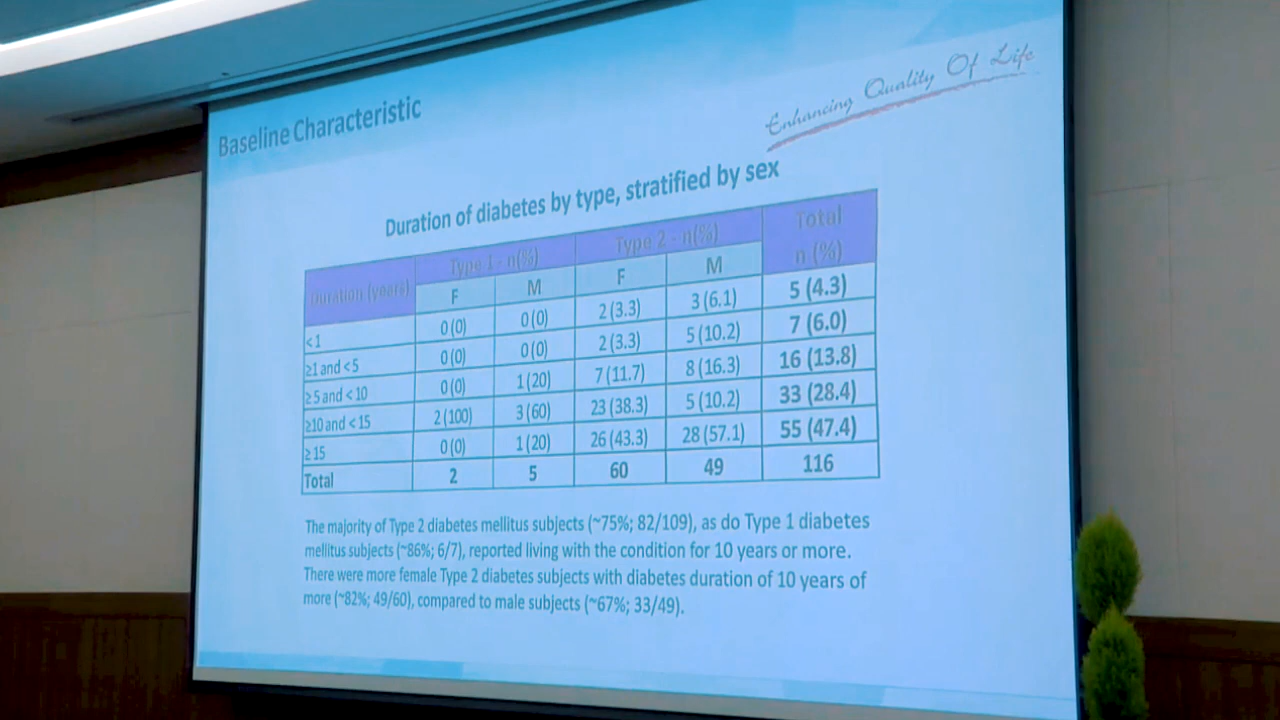 Baseline Characteristic
Enhancing Quality Of Life
Duration of diabetes by type, stratified by sex
Duration (years) Type 1 - n(%) Type 2 - n(%) Total n (%)
F M F M
<1 0 (0) 0 (0) 2 (3.3) 3 (6.1) 5 (4.3)
≥1 and <5 0 (0) 0 (0) 2 (3.3) 5 (10.2) 7 (6.0)
≥ 5 and < 10 0 (0) 1 (20) 7 (11.7) 8 (16.3) 16 (13.8)
≥10 and < 15 2 (100) 3 (60) 23 (38.3) 5 (10.2) 33 (28.4)
≥ 15 0 (0) 1 (20) 26 (43.3) 28 (57.1) 55 (47.4)
Total 2 5 60 49 116
The majority of Type 2 diabetes mellitus subjects (~75%; 82/109), as do Type 1 diabetes
mellitus subjects (~86%; 6/7), reported living with the condition for 10 years or more.
There were more female Type 2 diabetes subjects with diabetes duration of 10 years of
more (~82%; 49/60), compared to male subjects (~67%; 33/49).